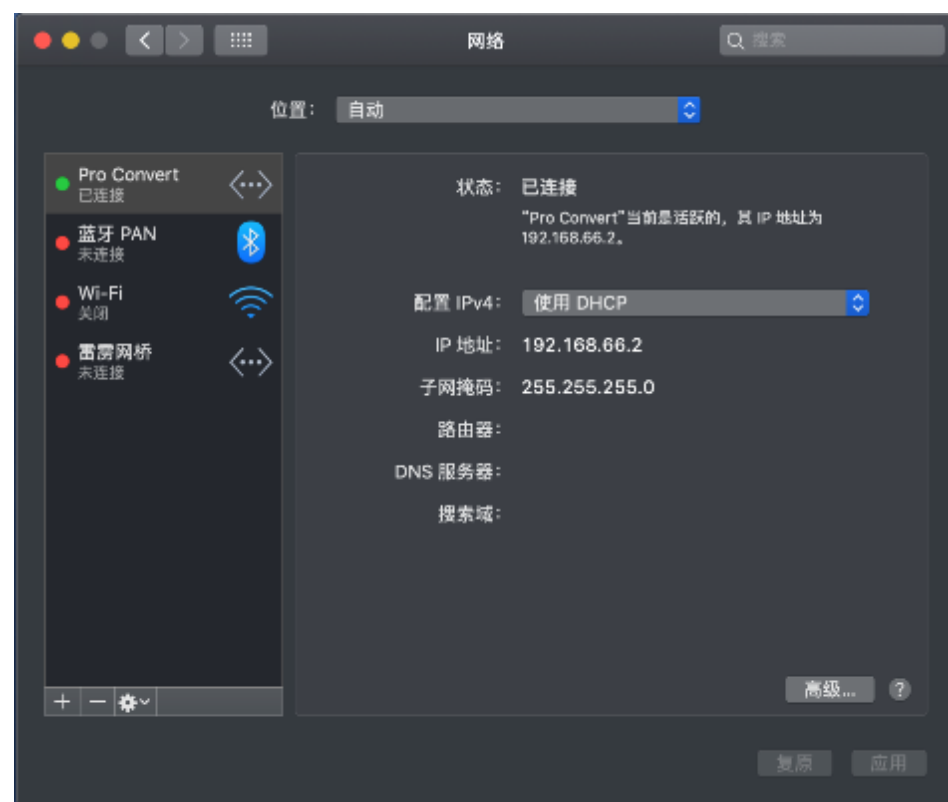 网络
搜索
位置：
自动
Pro Convert
已连接
蓝牙 PAN
未连接
Wi-Fi
关闭
雷雳网桥
未连接
状态：
已连接
“Pro Convert”当前是活跃的，其 IP 地址为
192.168.66.2。
配置 IPv4：
使用 DHCP
IP 地址：
192.168.66.2
子网掩码：
255.255.255.0
路由器：
DNS 服务器：
搜索域：
高级...
?
复原
应用